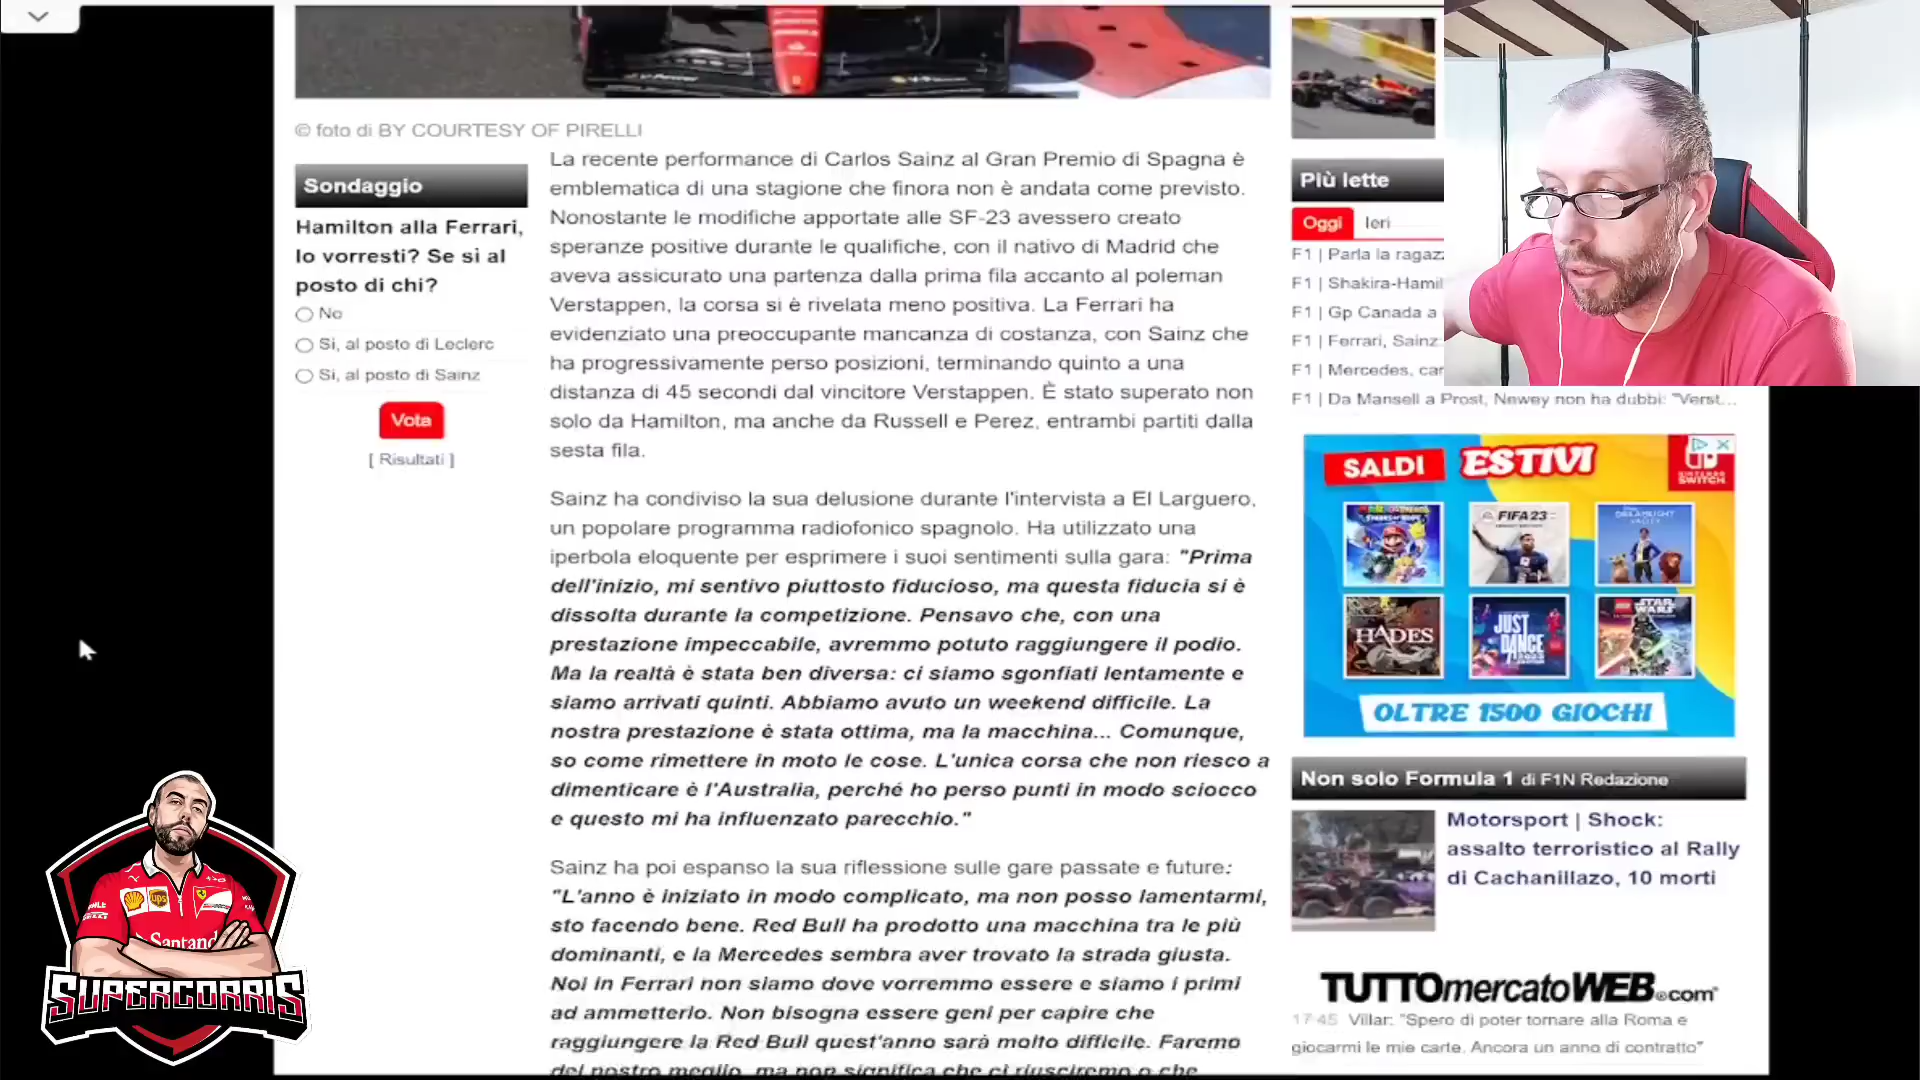 © foto di BY COURTESY OF PIRELLI
Sondaggio
Hamilton alla Ferrari,
lo vorresti? Se sì al
posto di chi?
No
Sì, al posto di Leclerc
Sì, al posto di Sainz
Vota
[ Risultati ]
La recente performance di Carlos Sainz al Gran Premio di Spagna è
emblematica di una stagione che finora non è andata come previsto.
Nonostante le modifiche apportate alle SF-23 avessero creato
speranze positive durante le qualifiche, con il nativo di Madrid che
aveva assicurato una partenza dalla prima fila accanto al poleman
Verstappen, la corsa si è rivelata meno positiva. La Ferrari ha
evidenziato una preoccupante mancanza di costanza, con Sainz che
ha progressivamente perso posizioni, terminando quinto a una
distanza di 45 secondi dal vincitore Verstappen. È stato superato non
solo da Hamilton, ma anche da Russell e Perez, entrambi partiti dalla
sesta fila.
Sainz ha condiviso la sua delusione durante l'intervista a El Larguero,
un popolare programma radiofonico spagnolo. Ha utilizzato una
iperbola eloquente per esprimere i suoi sentimenti sulla gara: "Prima
dell'inizio, mi sentivo piuttosto fiducioso, ma questa fiducia si è
dissolta durante la competizione. Pensavo che, con una
prestazione impeccabile, avremmo potuto raggiungere il podio.
Ma la realtà è stata ben diversa: ci siamo sgonfiati lentamente e
siamo arrivati quinti. Abbiamo avuto un weekend difficile. La
nostra prestazione è stata ottima, ma la macchina... Comunque,
so come rimettere in moto le cose. L'unica corsa che non riesco a
dimenticare è l'Australia, perché ho perso punti in modo sciocco
e questo mi ha influenzato parecchio."
Sainz ha poi espanso la sua riflessione sulle gare passate e future:
"L'anno è iniziato in modo complicato, ma non posso lamentarmi,
sto facendo bene. Red Bull ha prodotto una macchina tra le più
dominanti, e la Mercedes sembra aver trovato la strada giusta.
Noi in Ferrari non siamo dove vorremmo essere e siamo i primi
ad ammetterlo. Non bisogna essere geni per capire che
raggiungere la Red Bull quest'anno sarà molto difficile. Faremo
del nostro meglio, ma non significa che ci riusciremo o che
Più lette
Oggi Ieri
F1 | Parla la ragaz
F1 | Shakira-Hamil
F1 | Gp Canada a
F1 | Ferrari, Sainz
F1 | Mercedes, car
F1 | Da Mansell a Prost, Newey non ha dubbi: "Verst...
SALDI ESTIVI
NINTENDO
SWITCH
FIFA 23
DREAMLIGHT
VALLEY
HADES
JUST
DANCE
LEGO
STAR
WARS
OLTRE 1500 GIOCHI
Non solo Formula 1 di F1N Redazione
Motorsport | Shock:
assalto terroristico al Rally
di Cachanillazo, 10 morti
TUTTOmercatoWEB.com
17:45 Villar: "Spero di poter tornare alla Roma e
giocarmi le mie carte. Ancora un anno di contratto"
ups
Santand
SUPERCORRIS